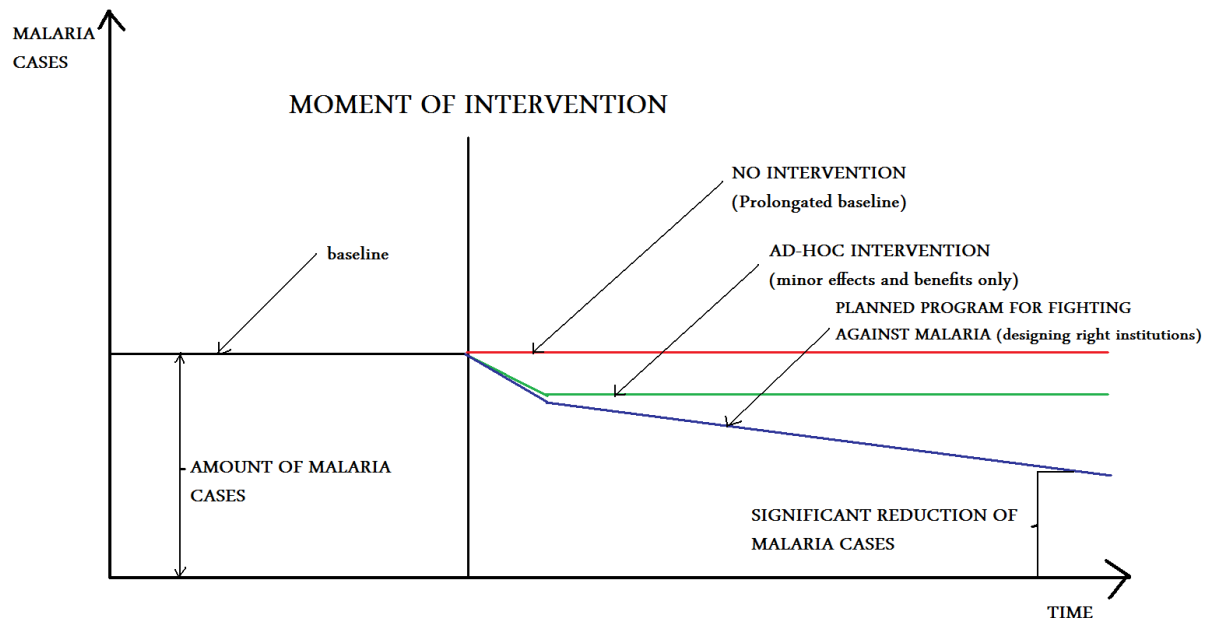 MALARIA
CASES
MOMENT OF INTERVENTION
NO INTERVENTION
(Prolongated baseline)
baseline
AD-HOC INTERVENTION
(minor effects and benefits only)
PLANNED PROGRAM FOR FIGHTING
AGAINST MALARIA (designing right institutions)
AMOUNT OF MALARIA
CASES
SIGNIFICANT REDUCTION OF
MALARIA CASES
TIME